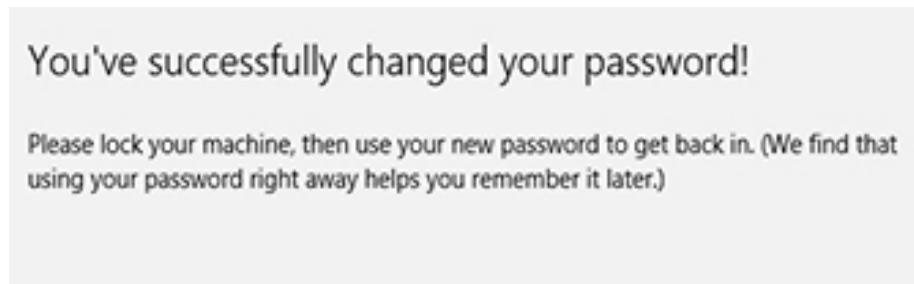 You've successfully changed your password!
Please lock your machine, then use your new password to get back in. (We find that
using your password right away helps you remember it later.)